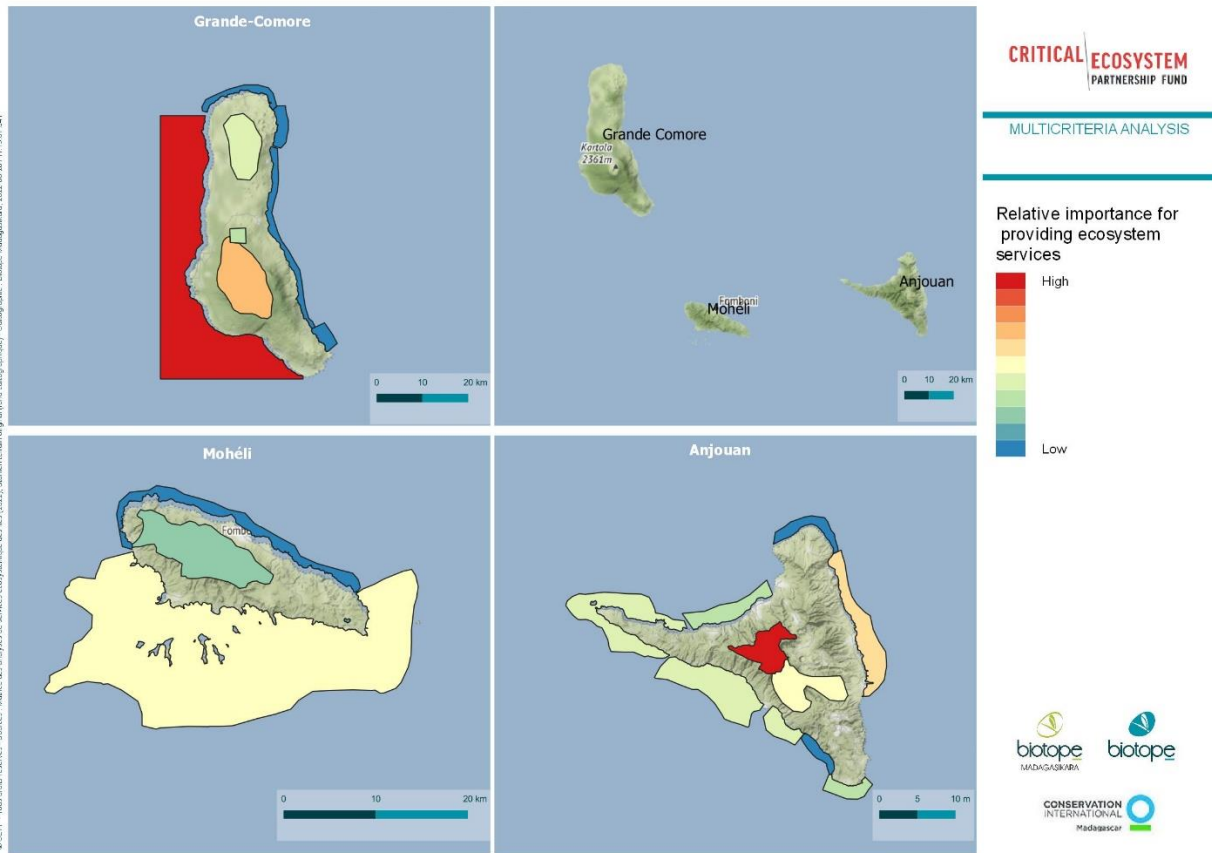 Grande-Comore
0 10 20 km
Grande Comore
Kartala
2361m
Fomboni
Mohéli
Anjouan
0 10 20 km
Mohéli
Fombo
0 10 20 km
Anjouan
0 5 10 m
CRITICAL ECOSYSTEM
PARTNERSHIP FUND
MULTICRITERIA ANALYSIS
Relative importance for
providing ecosystem
services
High
Low
biotope
MADAGASIKARA
biotope
CONSERVATION
INTERNATIONAL
Madagascar